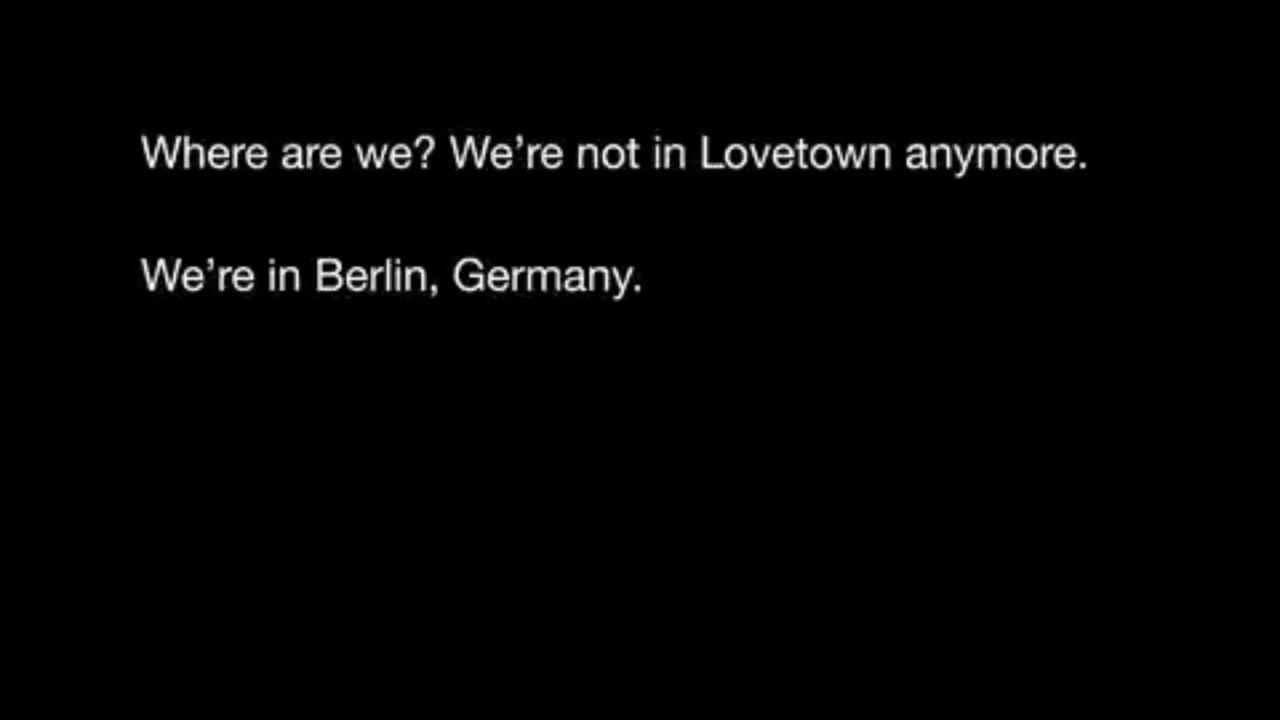 Where are we? We’re not in Lovetown anymore.
We’re in Berlin, Germany.